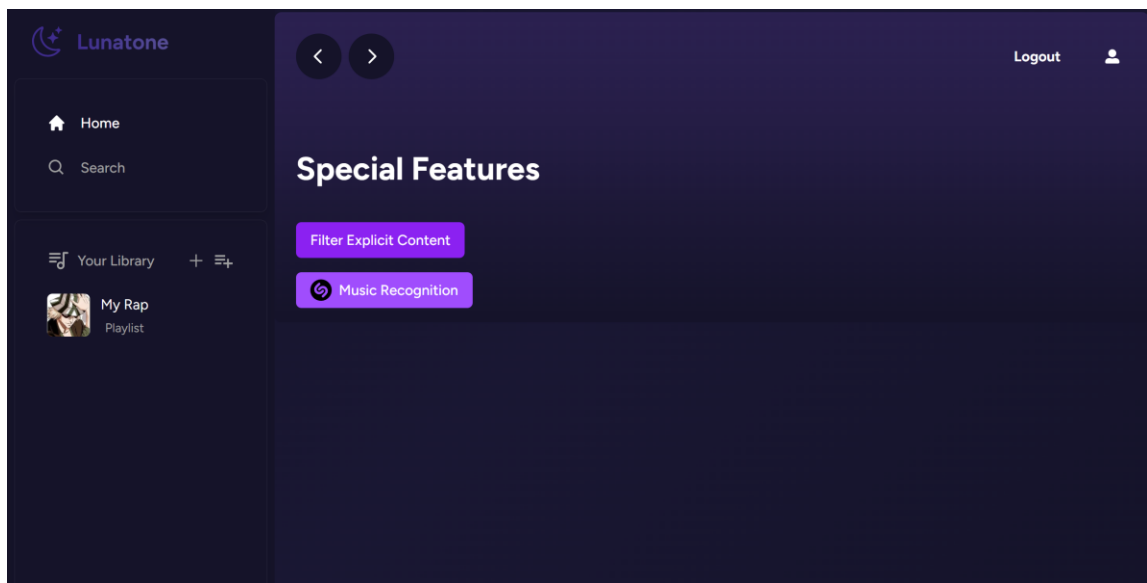 Lunatone
Home
Search
Your Library
My Rap
Playlist
Logout
Special Features
Filter Explicit Content
Music Recognition